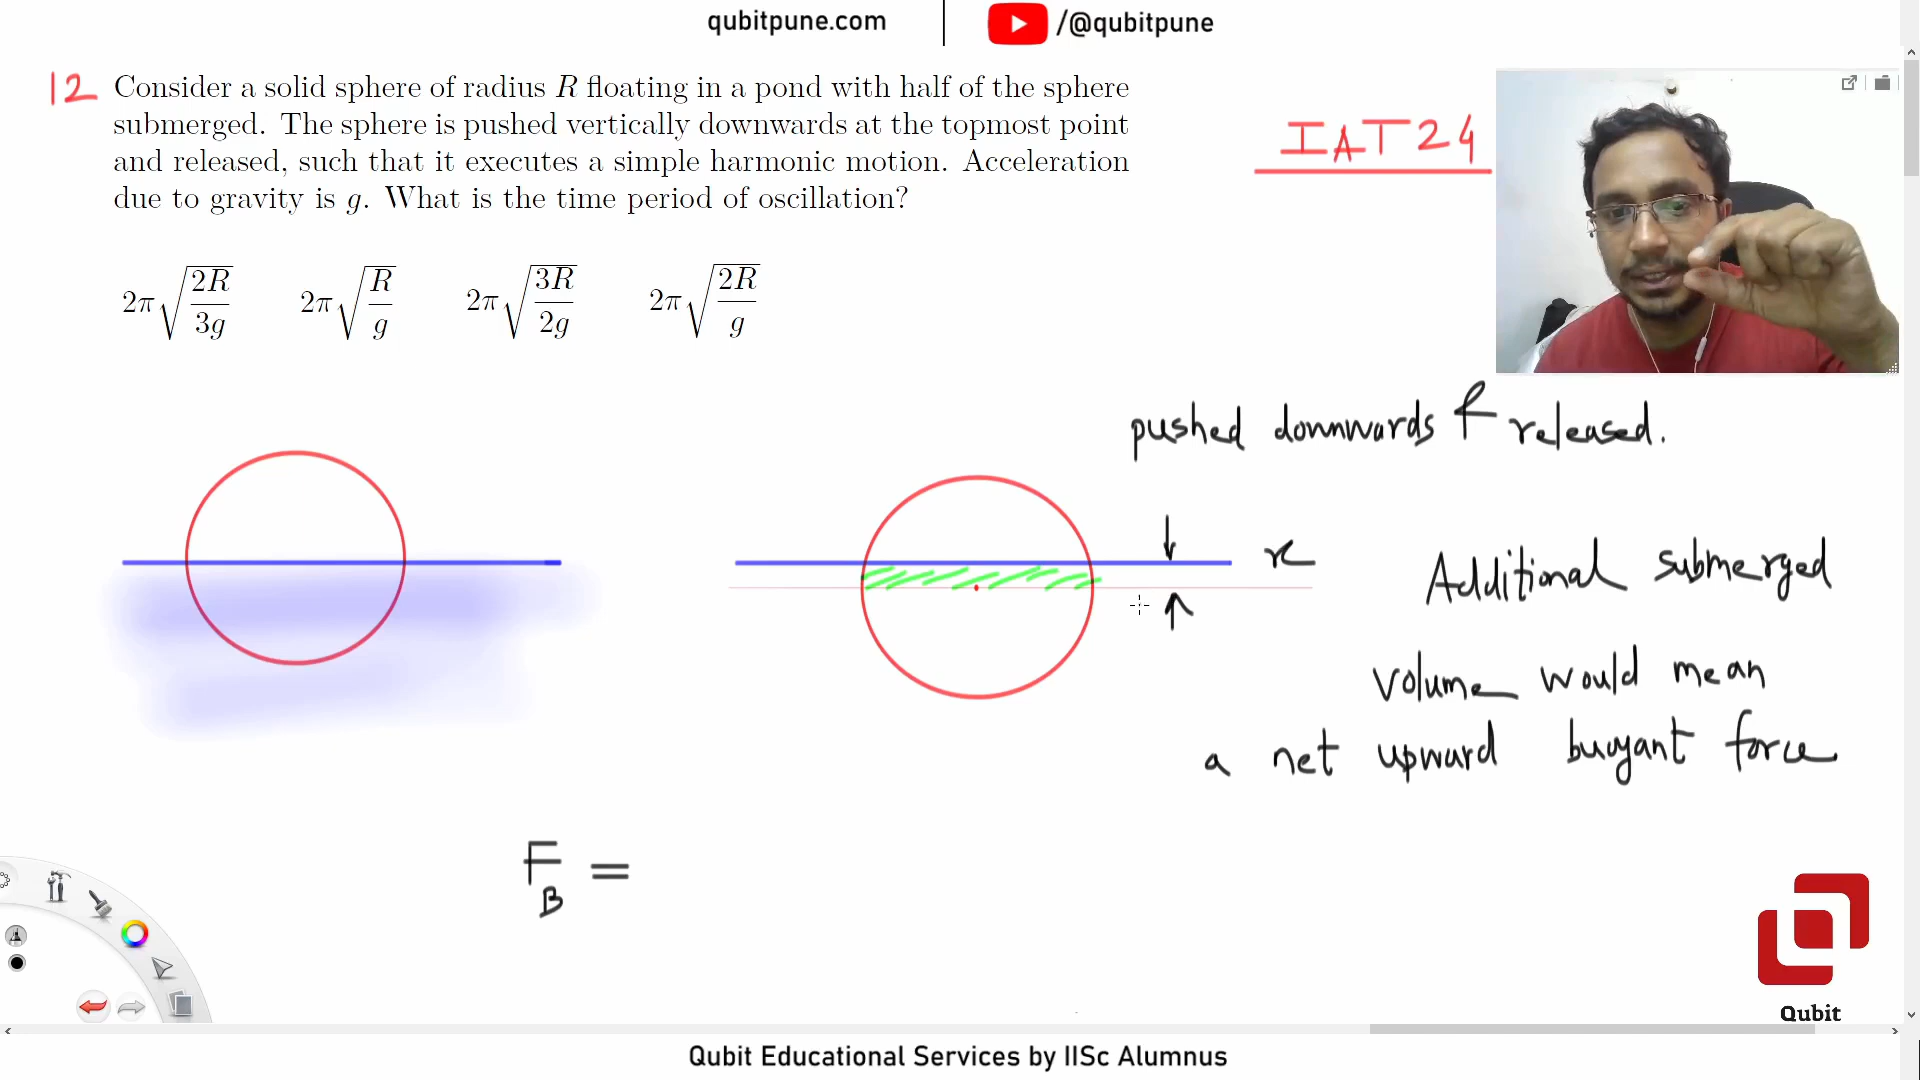 qubitpune.com | /@qubitpune
12 Consider a solid sphere of radius R floating in a pond with half of the sphere
submerged. The sphere is pushed vertically downwards at the topmost point
and released, such that it executes a simple harmonic motion. Acceleration
due to gravity is g. What is the time period of oscillation?
IAT24
2π√(2R/3g) 2π√(R/g) 2π√(3R/2g) 2π√(2R/g)
pushed downwards & released.
x
Additional submerged
volume would mean
a net upward buoyant force
F_B =
Qubit
Qubit Educational Services by IISc Alumnus